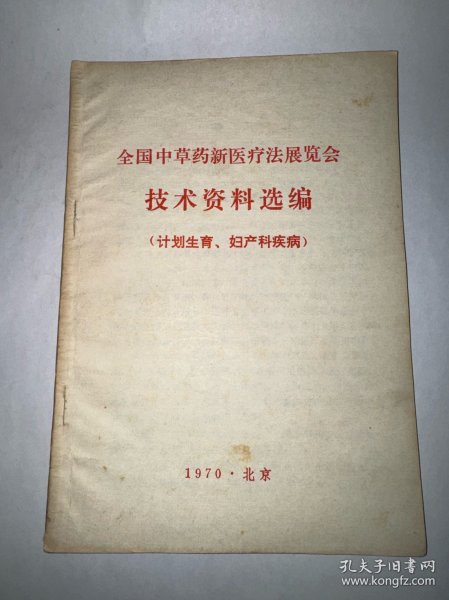 全国中草药新医疗法展览会
技术资料选编
（计划生育、妇产科疾病）
1970·北京
孔夫子旧书网
www.kongfz.com